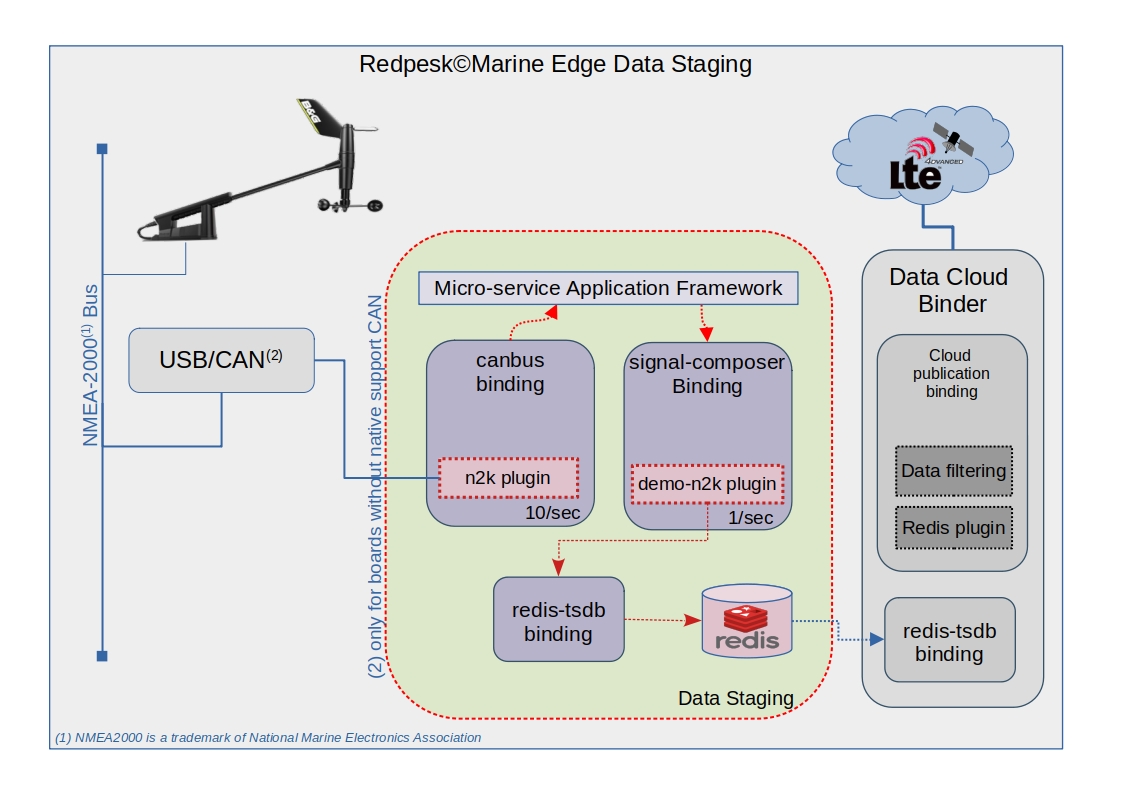 Redpesk©Marine Edge Data Staging
B&G
4DVANCED
Lte
NMEA-2000(1) Bus
USB/CAN(2)
(2) only for boards without native support CAN
Micro-service Application Framework
canbus
binding
n2k plugin
10/sec
signal-composer
Binding
demo-n2k plugin
1/sec
redis-tsdb
binding
redis
Data Staging
Data Cloud
Binder
Cloud
publication
binding
Data filtering
Redis plugin
redis-tsdb
binding
(1) NMEA2000 is a trademark of National Marine Electronics Association